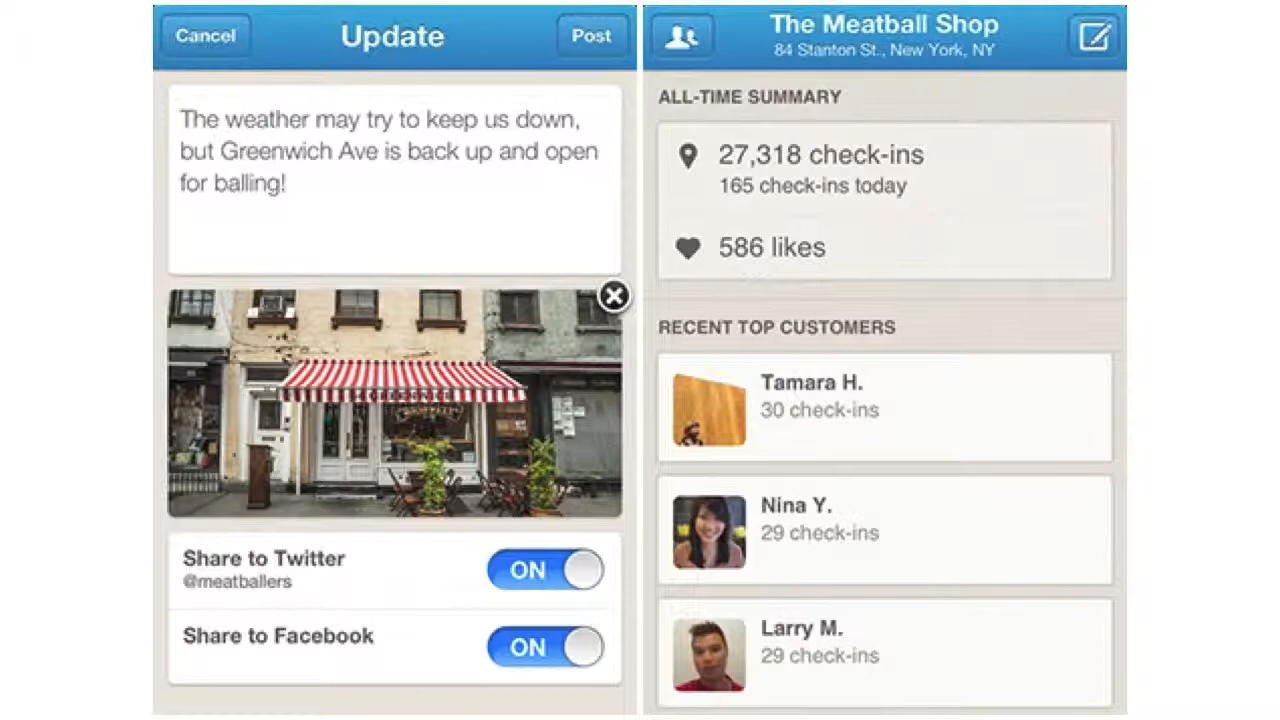 Cancel
Update
Post
The weather may try to keep us down,
but Greenwich Ave is back up and open
for balling!
Share to Twitter
@meatballers
ON
Share to Facebook
ON
The Meatball Shop
84 Stanton St., New York, NY
ALL-TIME SUMMARY
27,318 check-ins
165 check-ins today
586 likes
RECENT TOP CUSTOMERS
Tamara H.
30 check-ins
Nina Y.
29 check-ins
Larry M.
29 check-ins